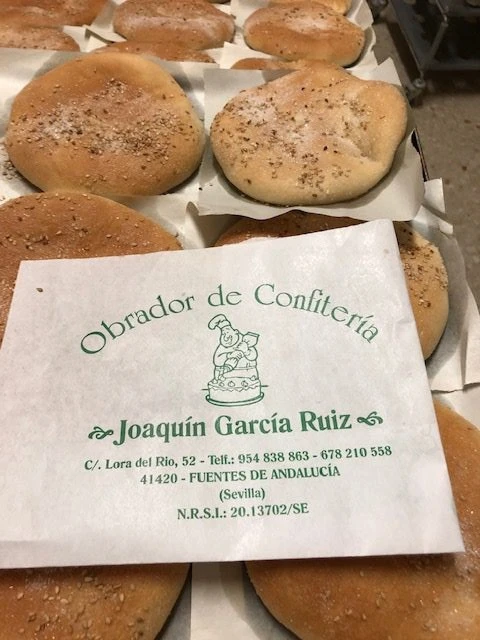 Obrador de Confitería
Joaquín García Ruiz
C/. Lora del Rio, 52 - Telf.: 954 838 863 - 678 210 558
41420 - FUENTES DE ANDALUCÍA
(Sevilla)
N.R.S.I.: 20.13702/SE